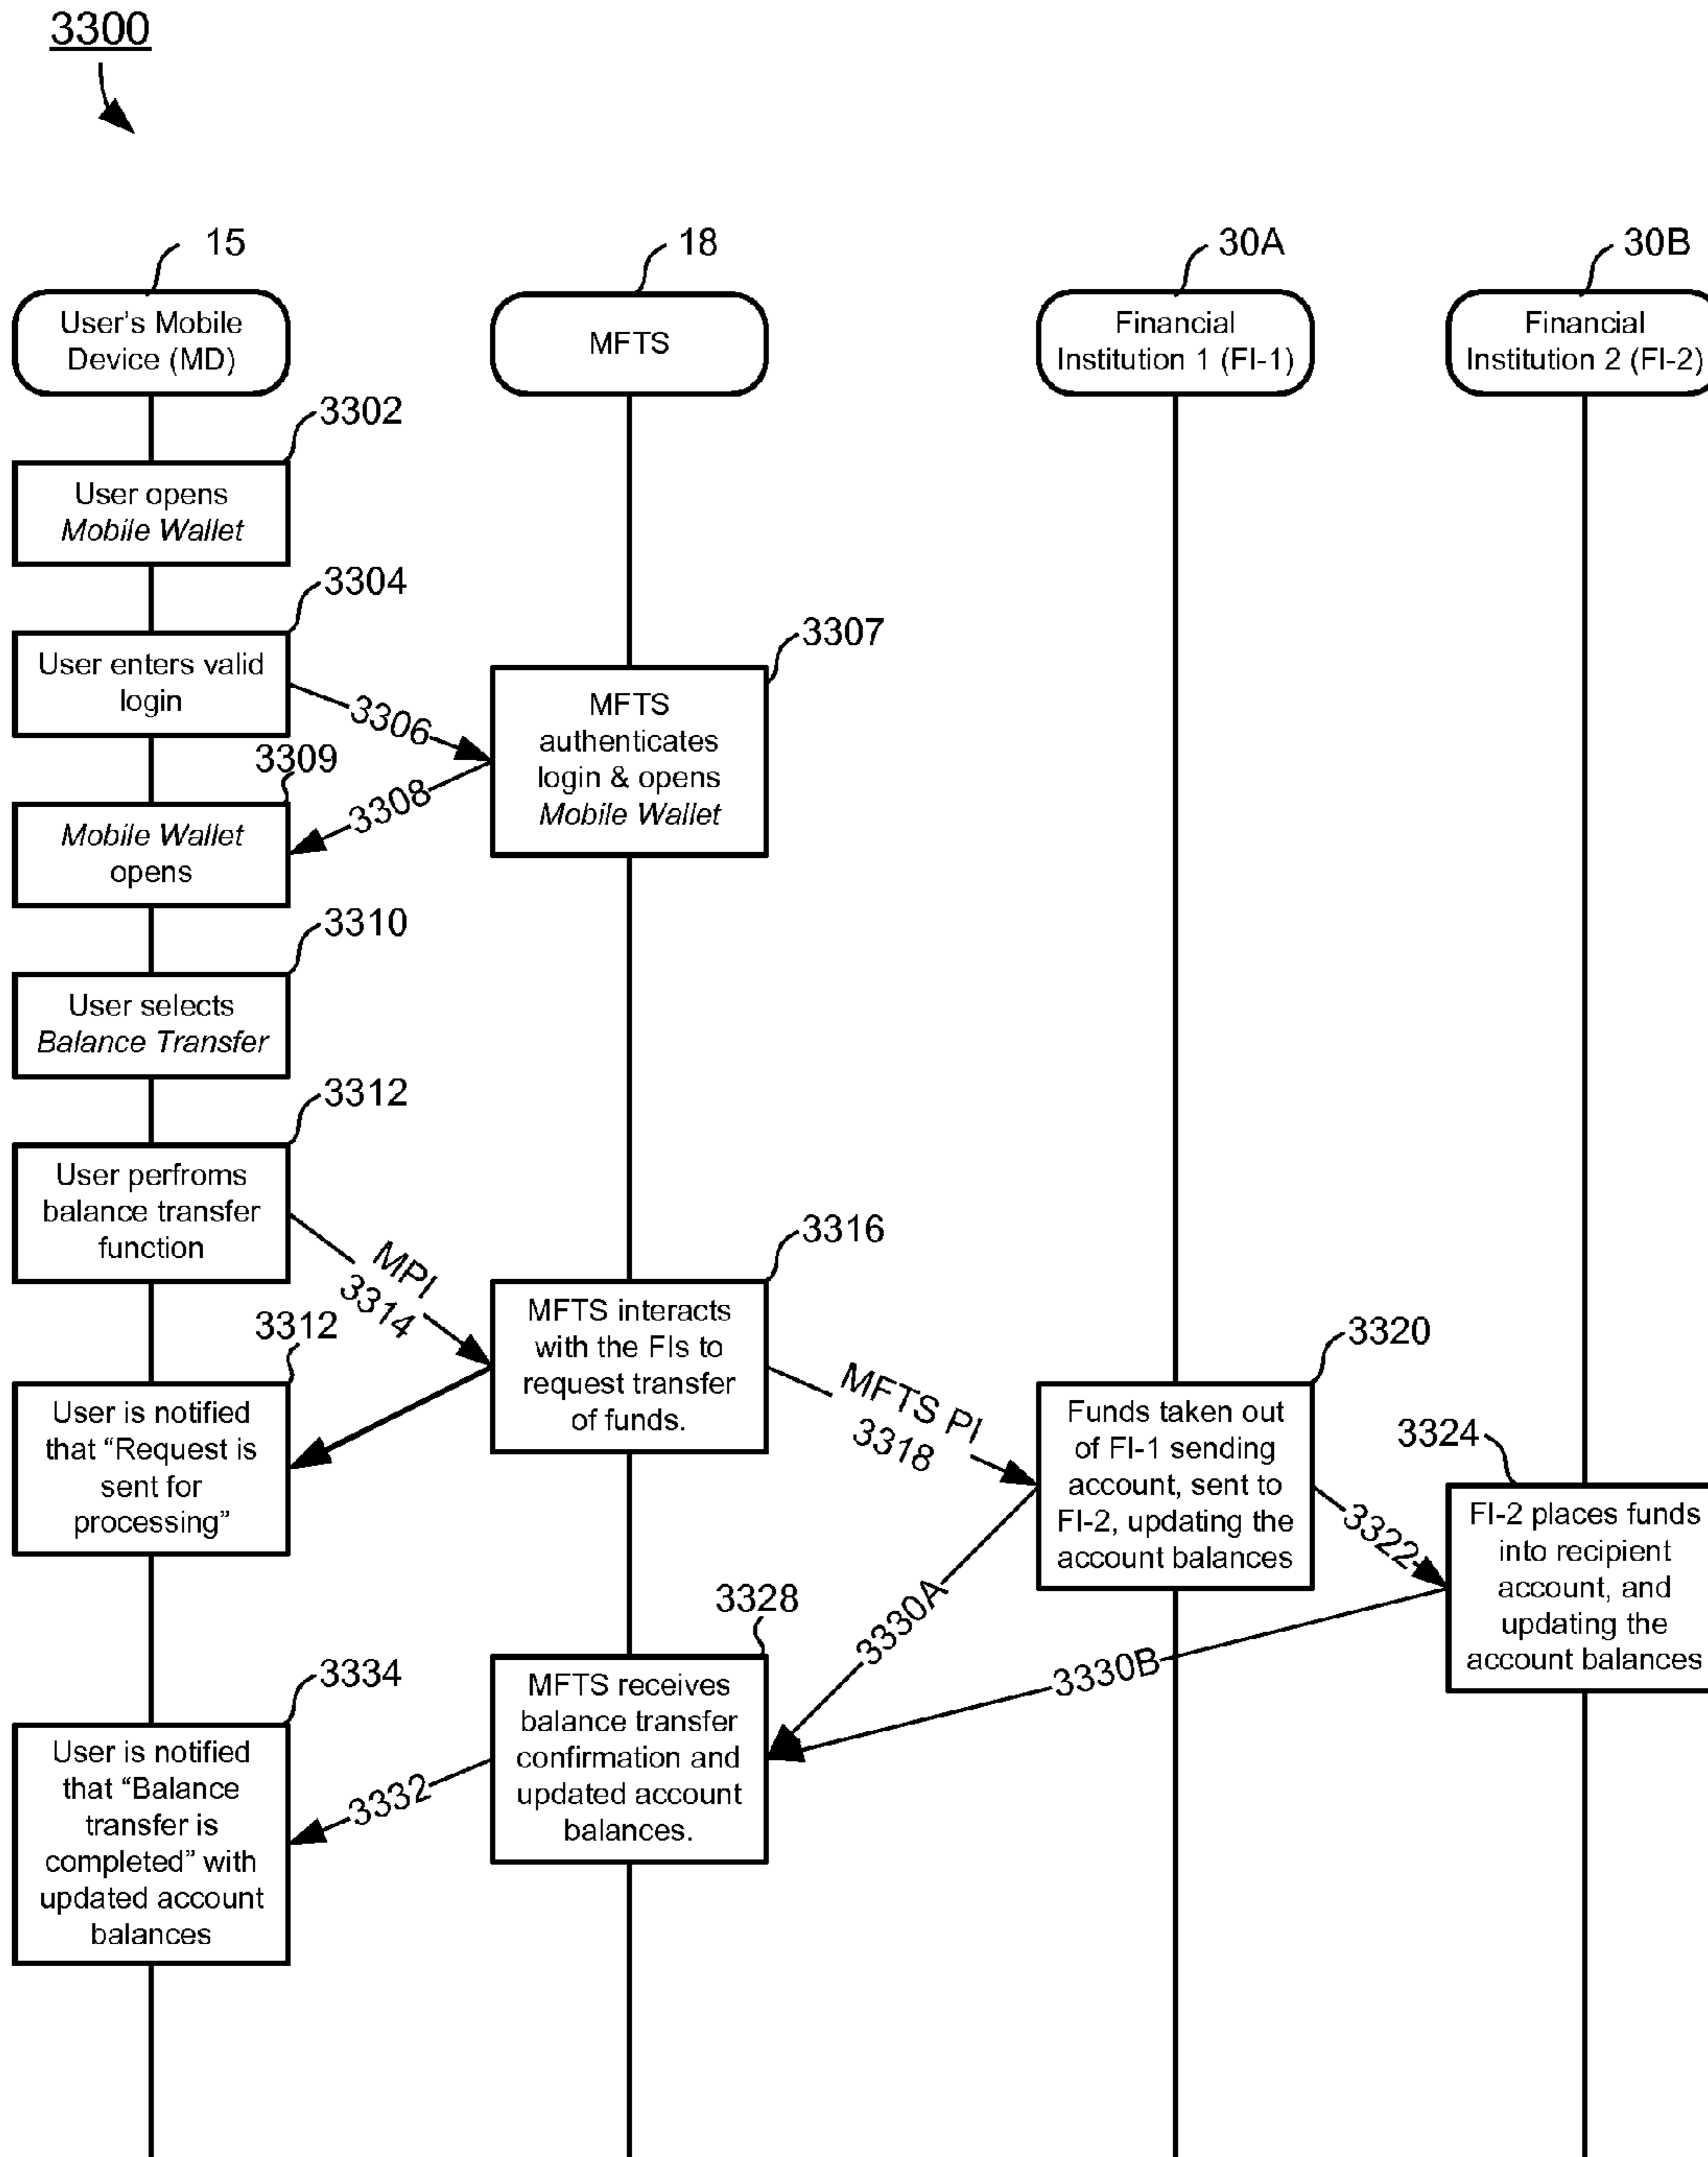 3300
15
18
30A
30B
User's Mobile
Device (MD)
MFTS
Financial
Institution 1 (FI-1)
Financial
Institution 2 (FI-2)
3302
User opens
Mobile Wallet
3304
User enters valid
login
3306
3307
MFTS
authenticates
login & opens
Mobile Wallet
3308
3309
Mobile Wallet
opens
3310
User selects
Balance Transfer
3312
User perfroms
balance transfer
function
MPI
3314
3316
MFTS interacts
with the FIs to
request transfer
of funds.
3312
User is notified
that “Request is
sent for
processing”
MFTS PI
3318
3320
Funds taken out
of FI-1 sending
account, sent to
FI-2, updating the
account balances
3322
3324
FI-2 places funds
into recipient
account, and
updating the
account balances
3330A
3330B
3328
MFTS receives
balance transfer
confirmation and
updated account
balances.
3332
3334
User is notified
that “Balance
transfer is
completed” with
updated account
balances